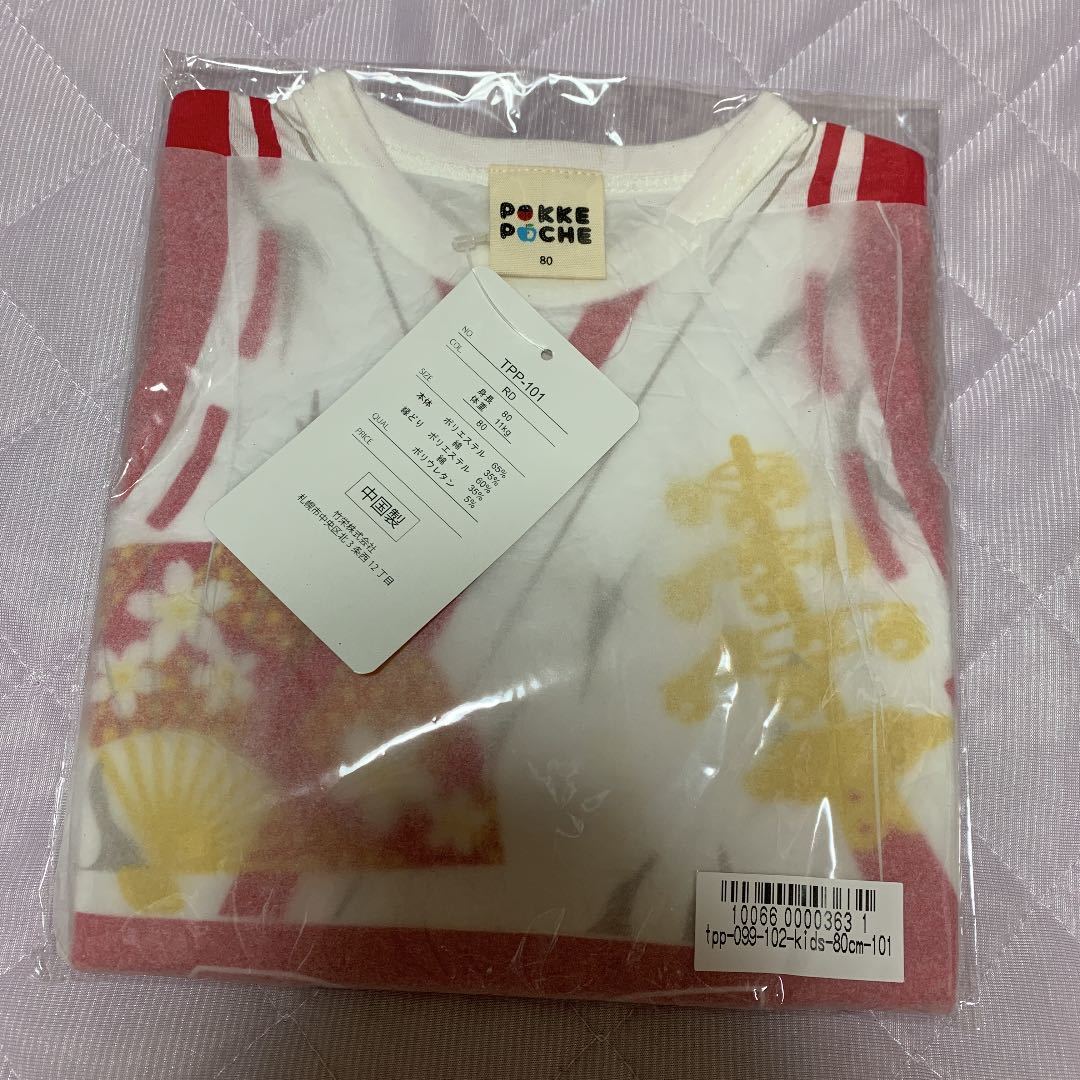 POKKE
POCHE
80
NO. TPP-101
COL. RD
SIZE 身長 80
体重 11kg
80
QUAL 本体 ポリエステル 65%
綿 35%
縁どり ポリエステル 60%
綿 35%
ポリウレタン 5%
PRICE
中国製
竹栄株式会社
札幌市中央区北3条西12丁目
10066 0000363 1
tpp-099-102-kids-80cm-101